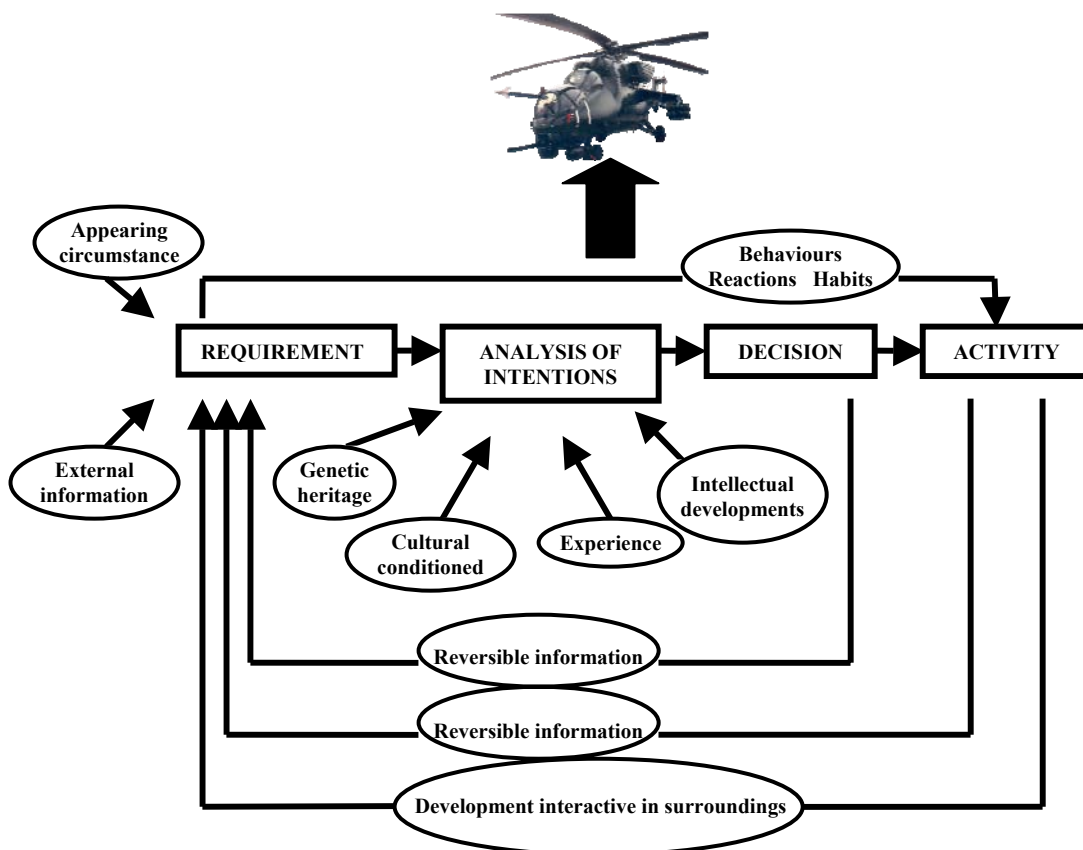 Appearing
circumstance
Behaviours
Reactions Habits
REQUIREMENT
ANALYSIS OF
INTENTIONS
DECISION
ACTIVITY
External
information
Genetic
heritage
Cultural
conditioned
Experience
Intellectual
developments
Reversible information
Reversible information
Development interactive in surroundings